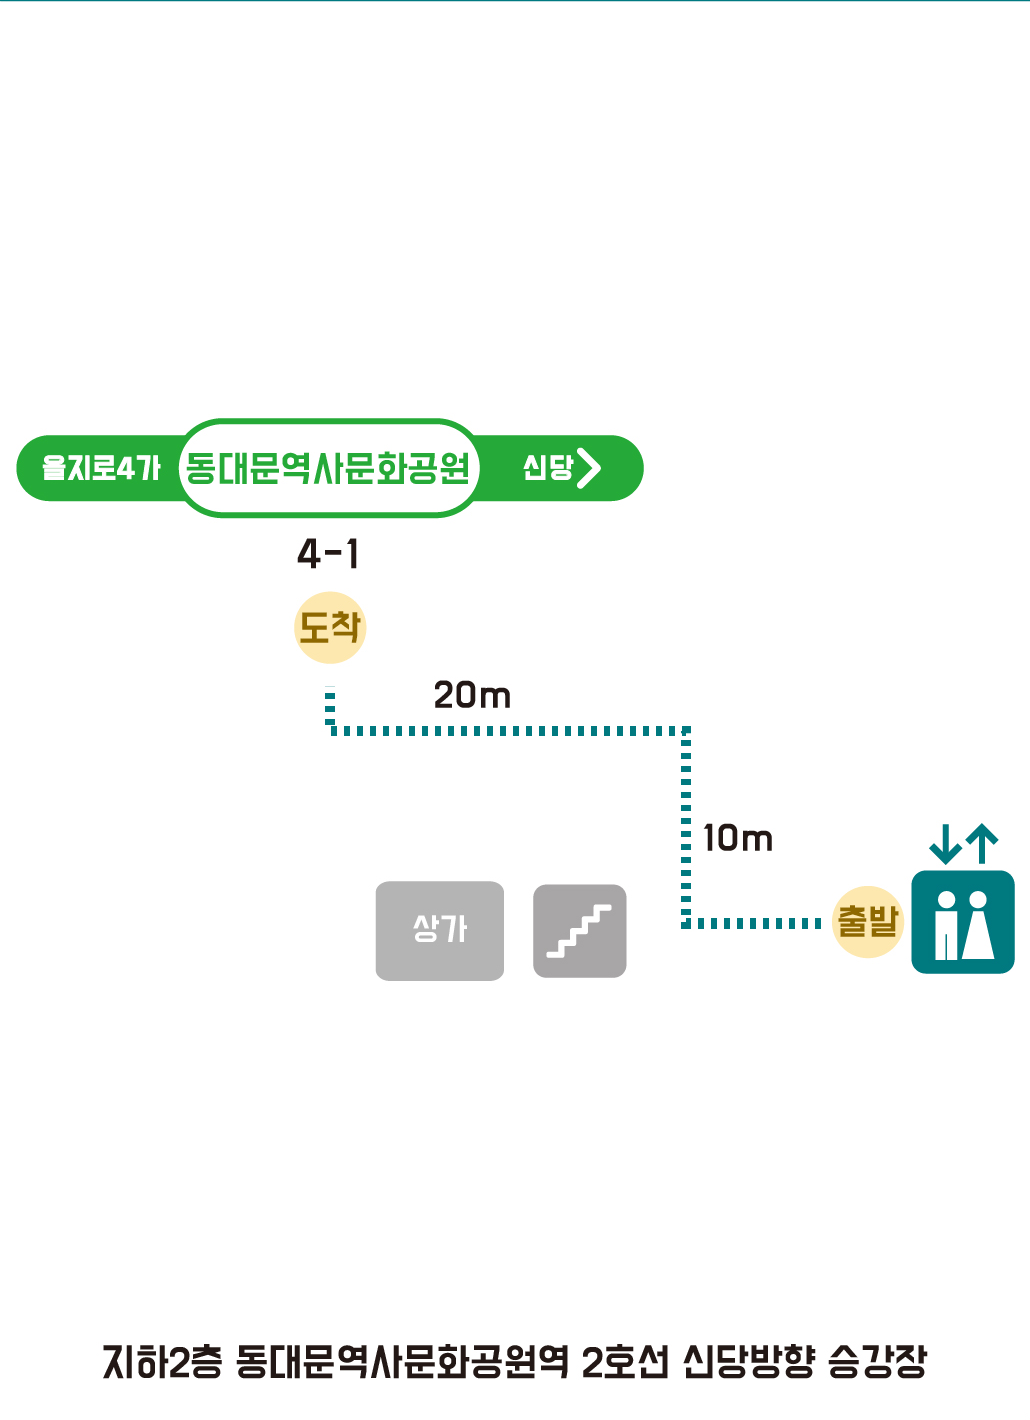 을지로4가 동대문역사문화공원 신당
4-1
도착
20m
10m
상가
출발
지하2층 동대문역사문화공원역 2호선 신당방향 승강장